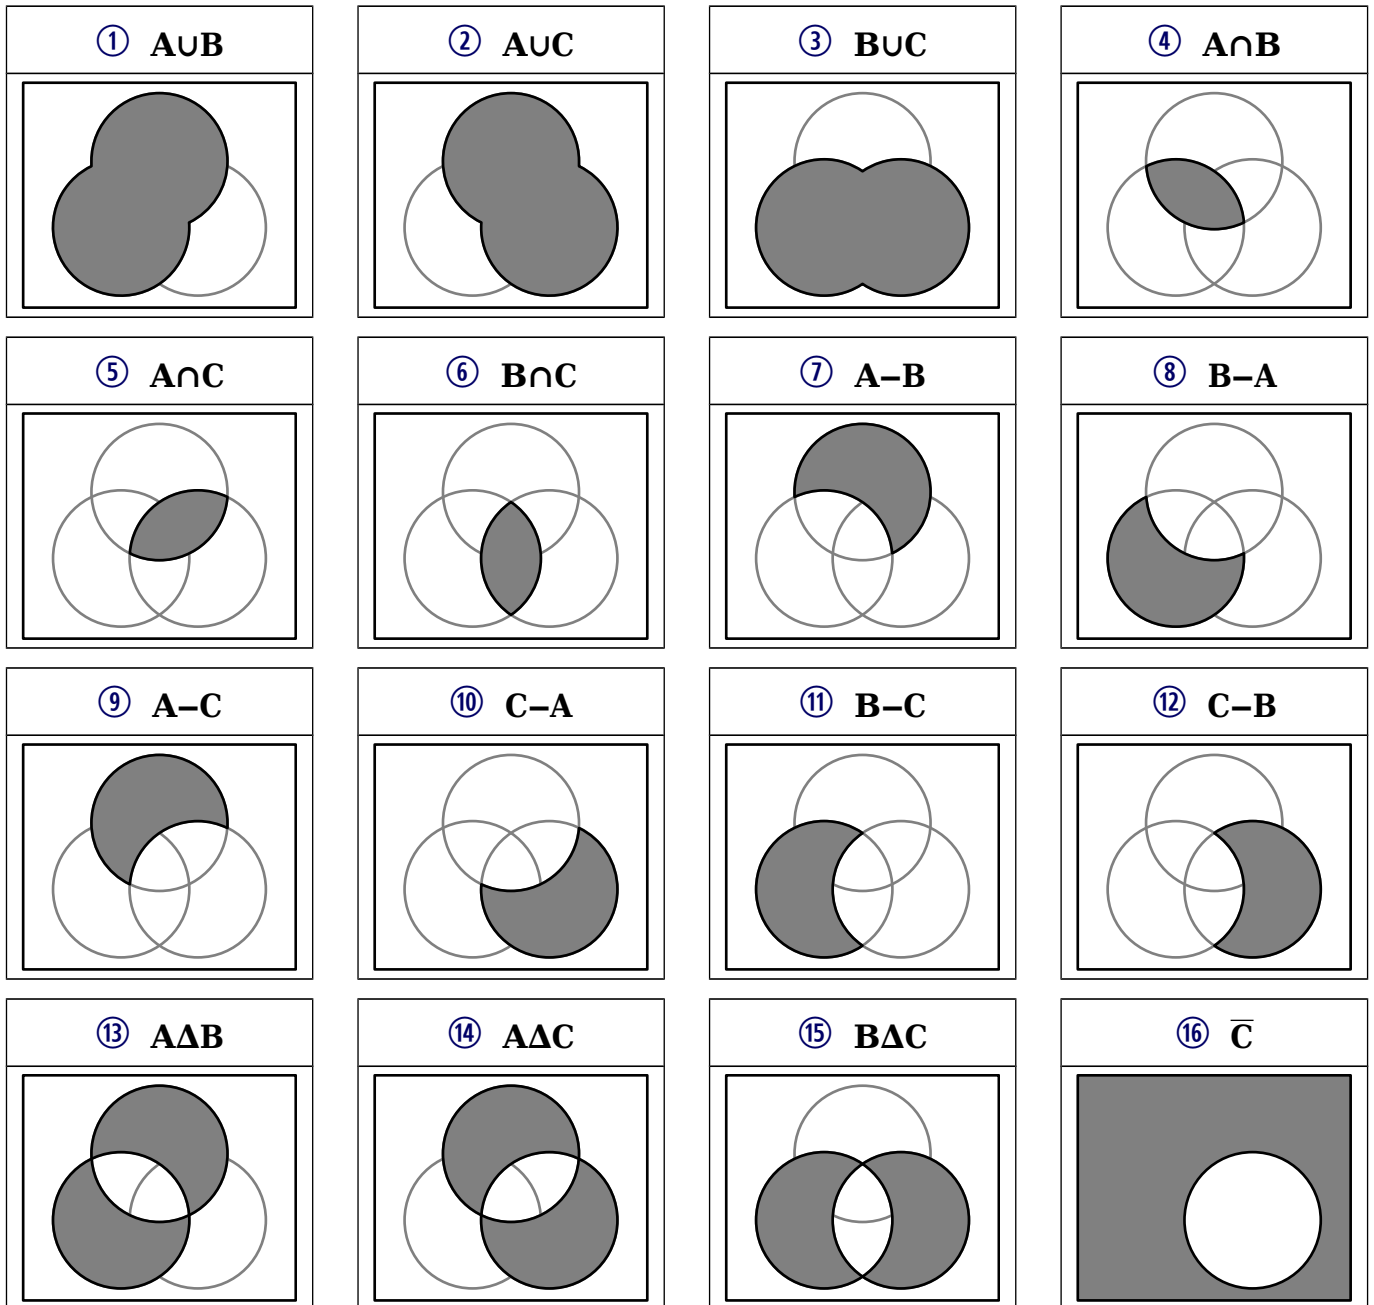 ① A∪B
② A∪C
③ B∪C
④ A∩B
⑤ A∩C
⑥ B∩C
⑦ A–B
⑧ B–A
⑨ A–C
⑩ C–A
⑪ B–C
⑫ C–B
⑬ AΔB
⑭ AΔC
⑮ BΔC
⑯ C̅